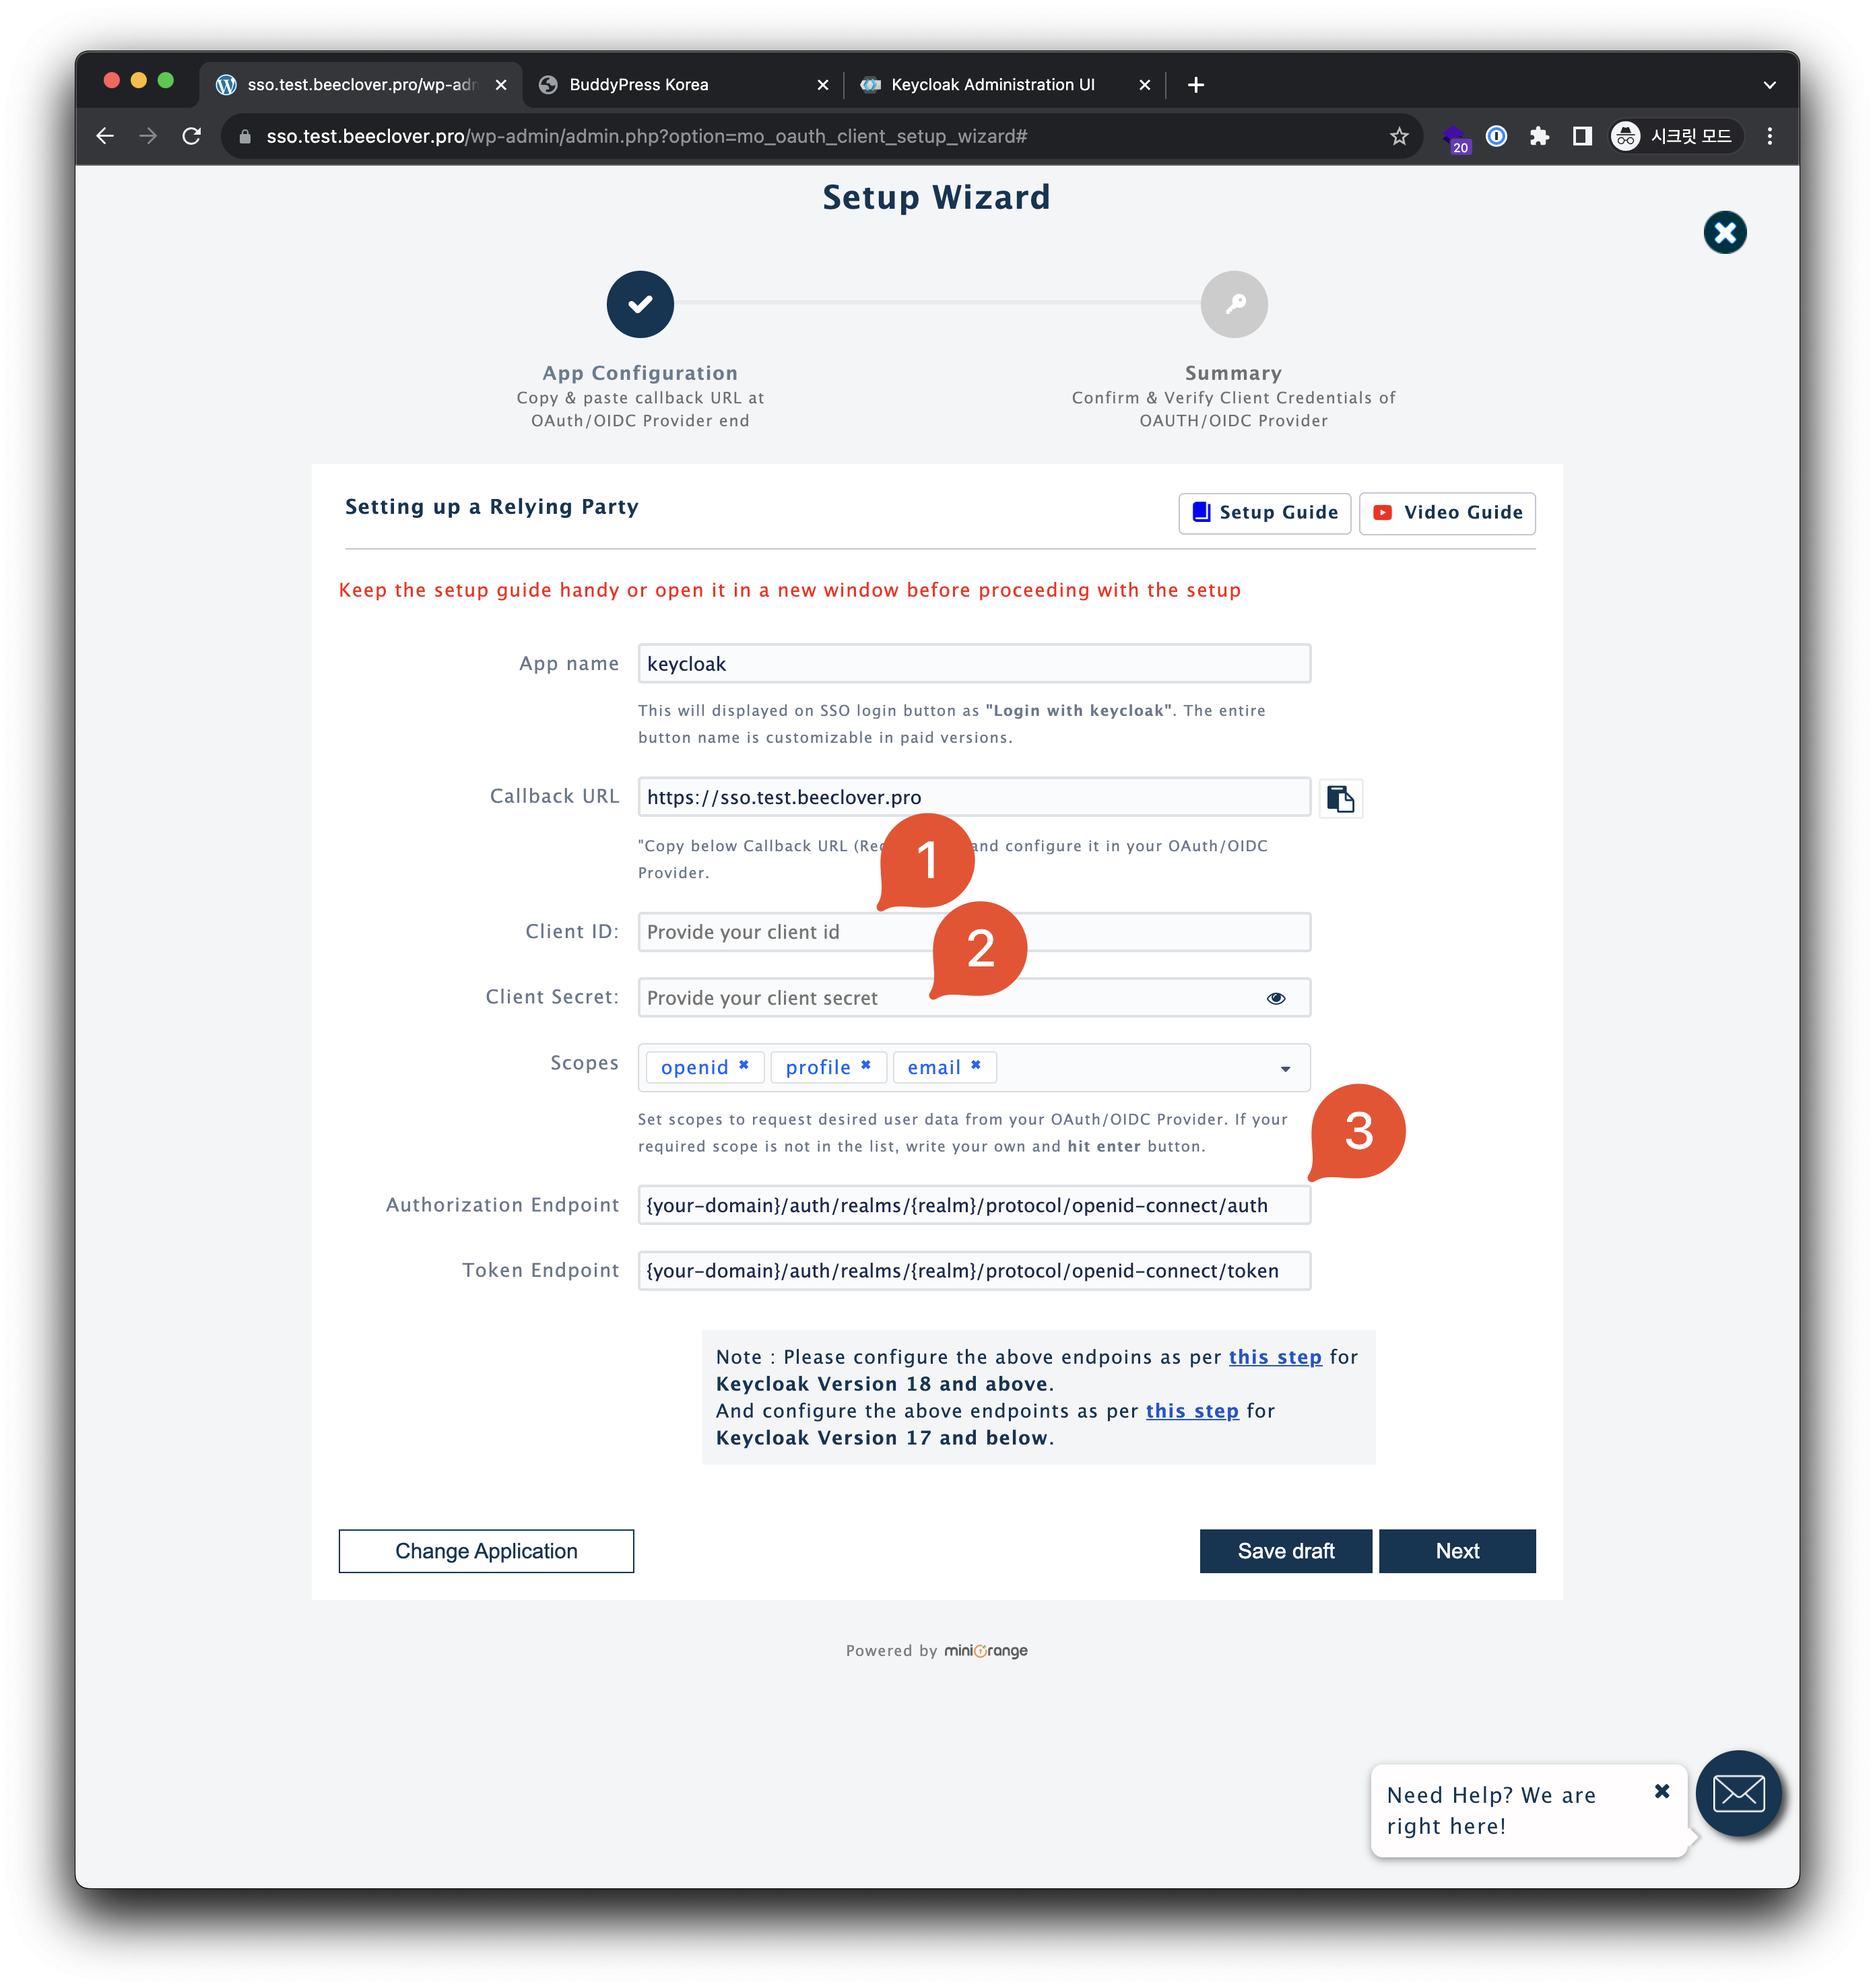 sso.test.beeclover.pro/wp-adm
BuddyPress Korea
Keycloak Administration UI
sso.test.beeclover.pro/wp-admin/admin.php?option=mo_oauth_client_setup_wizard#
20
시크릿 모드
Setup Wizard
App Configuration
Copy & paste callback URL at
OAuth/OIDC Provider end
Summary
Confirm & Verify Client Credentials of
OAUTH/OIDC Provider
Setting up a Relying Party
Setup Guide
Video Guide
Keep the setup guide handy or open it in a new window before proceeding with the setup
App name
keycloak
This will displayed on SSO login button as "Login with keycloak". The entire
button name is customizable in paid versions.
Callback URL
https://sso.test.beeclover.pro
"Copy below Callback URL (Re and configure it in your OAuth/OIDC
Provider.
1
Client ID:
Provide your client id
2
Client Secret:
Provide your client secret
Scopes
openid
profile
email
Set scopes to request desired user data from your OAuth/OIDC Provider. If your
required scope is not in the list, write your own and hit enter button.
3
Authorization Endpoint
{your-domain}/auth/realms/{realm}/protocol/openid-connect/auth
Token Endpoint
{your-domain}/auth/realms/{realm}/protocol/openid-connect/token
Note : Please configure the above endpoins as per this step for
Keycloak Version 18 and above.
And configure the above endpoints as per this step for
Keycloak Version 17 and below.
Change Application
Save draft
Next
Powered by miniOrange
Need Help? We are
right here!